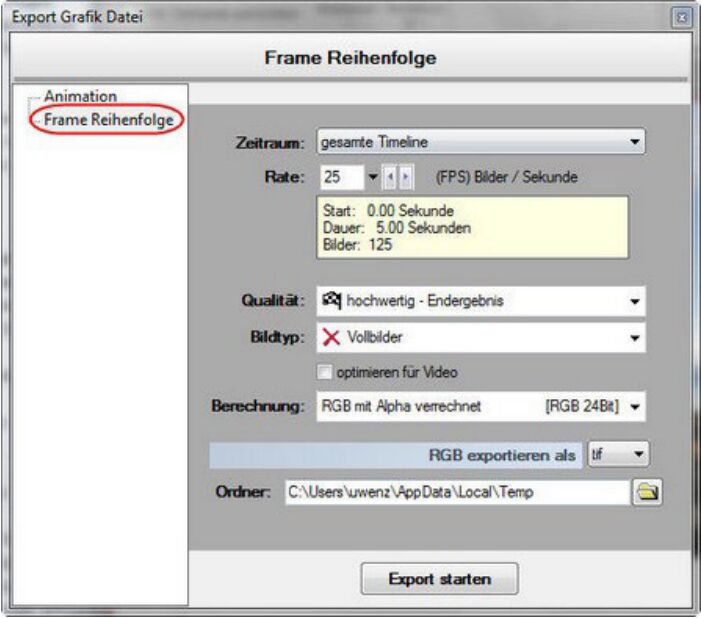 Export Grafik Datei
Frame Reihenfolge
Animation
Frame Reihenfolge
Zeitraum: gesamte Timeline
Rate: 25 (FPS) Bilder / Sekunde
Start: 0.00 Sekunde
Dauer: 5.00 Sekunden
Bilder: 125
Qualität: hochwertig - Endergebnis
Bildtyp: Vollbilder
optimieren für Video
Berechnung: RGB mit Alpha verrechnet [RGB 24Bit]
RGB exportieren als tif
Ordner: C:\Users\uwenz\AppData\Local\Temp
Export starten